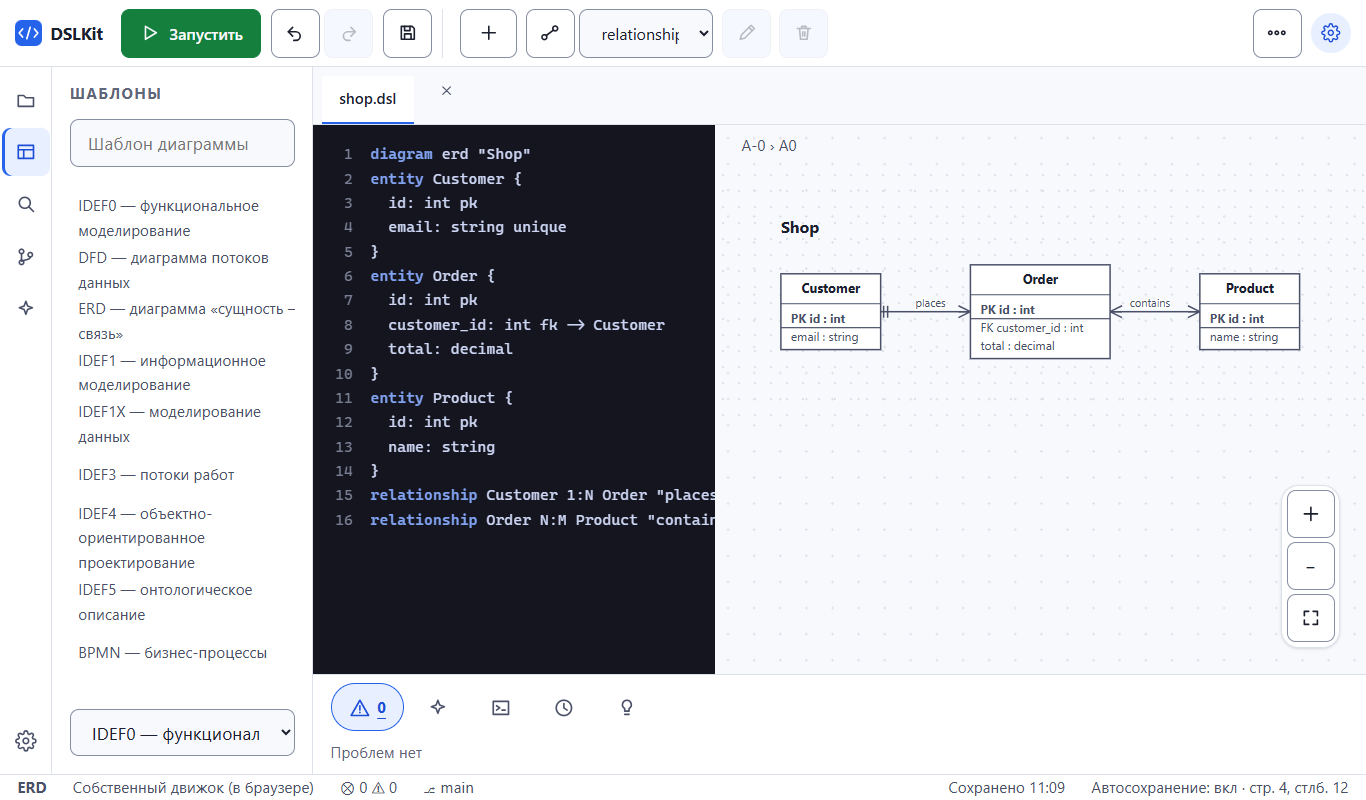 DSLKit
Запустить
relationship
ШАБЛОНЫ
Шаблон диаграммы
IDEF0 — функциональное
моделирование
DFD — диаграмма потоков
данных
ERD — диаграмма «сущность –
связь»
IDEF1 — информационное
моделирование
IDEF1X — моделирование
данных
IDEF3 — потоки работ
IDEF4 — объектно-
ориентированное
проектирование
IDEF5 — онтологическое
описание
BPMN — бизнес-процессы
IDEF0 — функционал
shop.dsl
1 diagram erd "Shop"
2 entity Customer {
3 id: int pk
4 email: string unique
5 }
6 entity Order {
7 id: int pk
8 customer_id: int fk -> Customer
9 total: decimal
10 }
11 entity Product {
12 id: int pk
13 name: string
14 }
15 relationship Customer 1:N Order "places
16 relationship Order N:M Product "contain
A-0 › A0
Shop
Customer
PK id : int
email : string
places
Order
PK id : int
FK customer_id : int
total : decimal
contains
Product
PK id : int
name : string
0
Проблем нет
ERD Собственный движок (в браузере) 0 0 main Сохранено 11:09 Автосохранение: вкл · стр. 4, стлб. 12